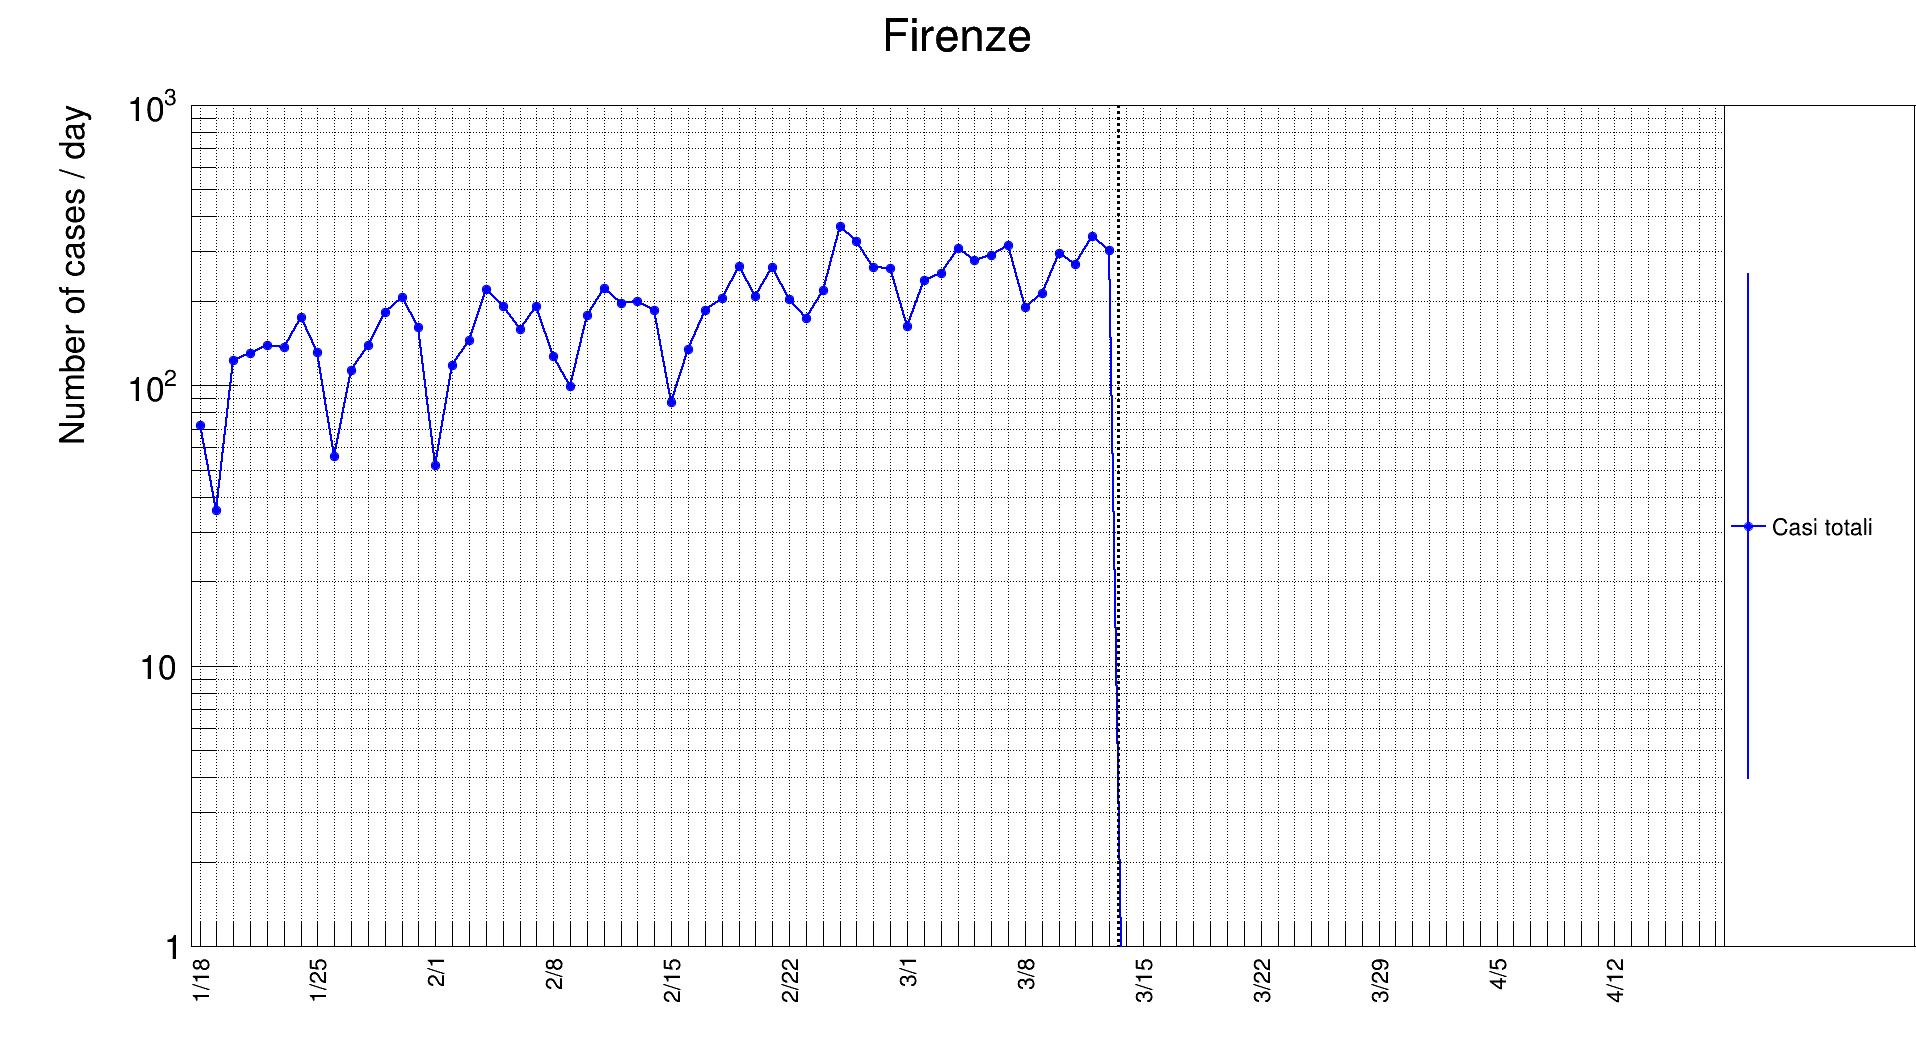 Firenze
Number of cases / day
10³
10²
10
1
1/18 1/25 2/1 2/8 2/15 2/22 3/1 3/8 3/15 3/22 3/29 4/5 4/12
Casi totali